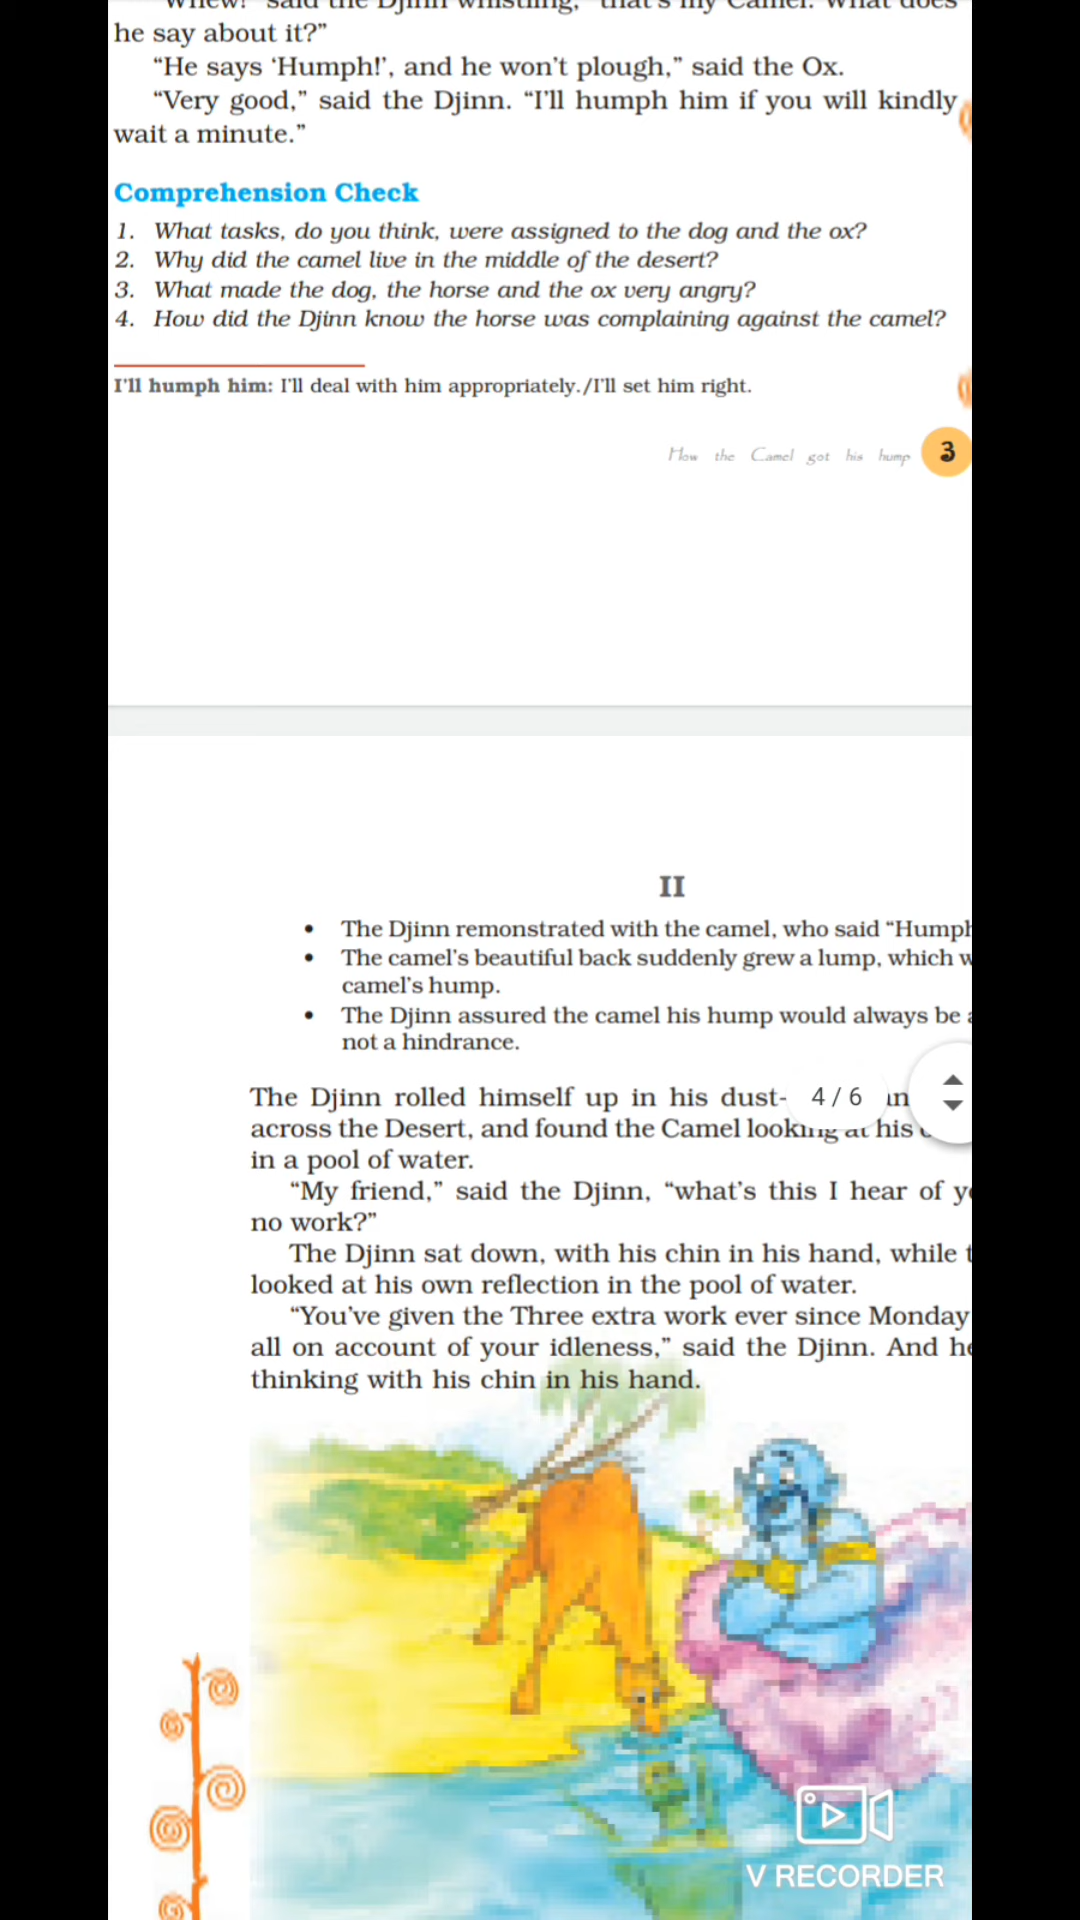 "Whew!" said the Djinn whistling, "that's my Camel. What does
he say about it?”
“He says ‘Humph!’, and he won’t plough,” said the Ox.
“Very good,” said the Djinn. “I’ll humph him if you will kindly
wait a minute.”
Comprehension Check
1. What tasks, do you think, were assigned to the dog and the ox?
2. Why did the camel live in the middle of the desert?
3. What made the dog, the horse and the ox very angry?
4. How did the Djinn know the horse was complaining against the camel?
I’ll humph him: I’ll deal with him appropriately./I’ll set him right.
How the Camel got his hump 3
II
• The Djinn remonstrated with the camel, who said “Humph
• The camel’s beautiful back suddenly grew a lump, which w
camel’s hump.
• The Djinn assured the camel his hump would always be a
not a hindrance.
The Djinn rolled himself up in his dust-
4 / 6
across the Desert, and found the Camel looking at his
in a pool of water.
“My friend,” said the Djinn, “what’s this I hear of yo
no work?”
The Djinn sat down, with his chin in his hand, while t
looked at his own reflection in the pool of water.
“You’ve given the Three extra work ever since Monday
all on account of your idleness,” said the Djinn. And he
thinking with his chin in his hand.
V RECORDER